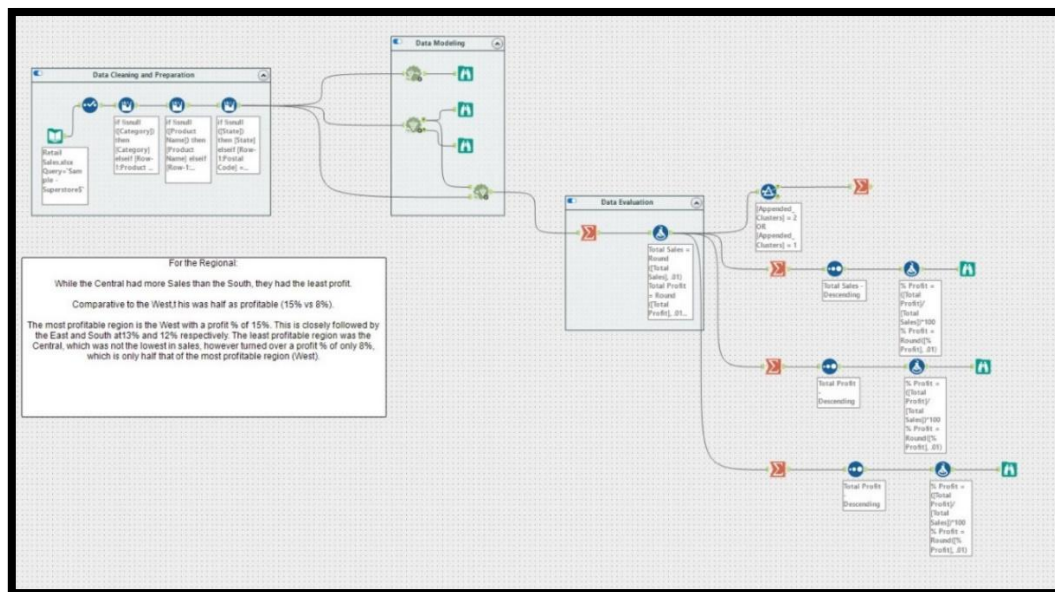 Data Modeling
Data Cleaning and Preparation
Retail
Sales.xlsx
Query=`Sam
ple -
Superstore$`
if !isnull
([Category])
then
[Category]
elseif [Row-
1:Product ...
if !isnull
([Product
Name]) then
[Product
Name] elseif
[Row-1:...
if !isnull
([State])
then [State]
elseif [Row-
1:Postal
Code] =...
Data Evaluation
Total Sales =
Round
([Total
Sales], .01)
Total Profit
= Round
([Total
Profit], .01...
[Appended_
Clusters] = 2
OR
[Appended_
Clusters] = 1
Total Sales -
Descending
% Profit =
([Total
Profit]/
[Total
Sales])*100
% Profit =
Round([%
Profit], .01)
Total Profit
-
Descending
% Profit =
([Total
Profit]/
[Total
Sales])*100
% Profit =
Round([%
Profit], .01)
Total Profit
-
Descending
% Profit =
([Total
Profit]/
[Total
Sales])*100
% Profit =
Round([%
Profit], .01)
For the Regional:
While the Central had more Sales than the South, they had the least profit.
Comparative to the West,t his was half as profitable (15% vs 8%).
The most profitable region is the West with a profit % of 15%. This is closely followed by
the East and South at13% and 12% respectively. The least profitable region was the
Central, which was not the lowest in sales, however turned over a profit % of only 8%,
which is only half that of the most profitable region (West).